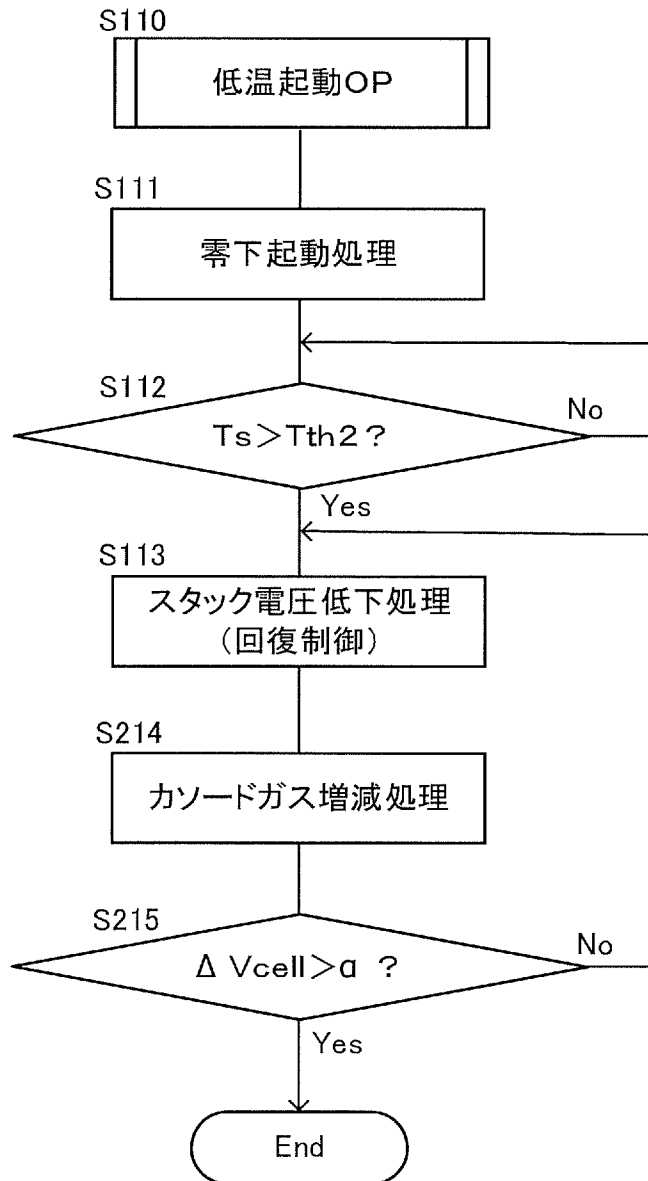 S110
低温起動OP
S111
零下起動処理
S112
Ts>Tth2?
No
Yes
S113
スタック電圧低下処理
(回復制御)
S214
カソードガス増減処理
S215
Δ Vcell>α ?
No
Yes
End